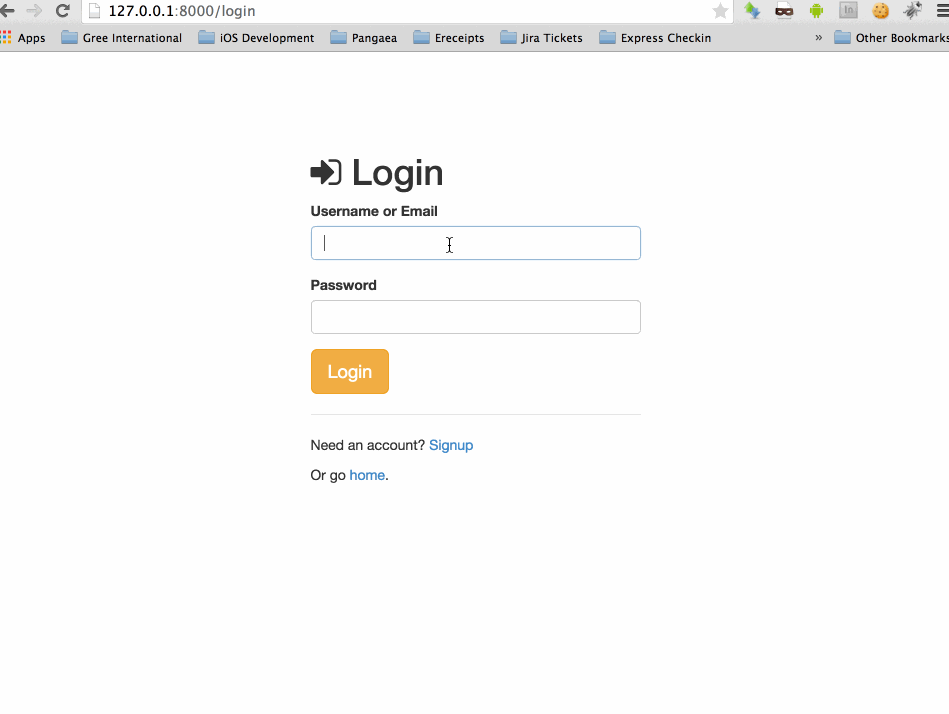 127.0.0.1:8000/login
Apps Gree International iOS Development Pangaea Ereceipts Jira Tickets Express Checkin » Other Bookmarks
Login
Username or Email
Password
Login
Need an account? Signup
Or go home.